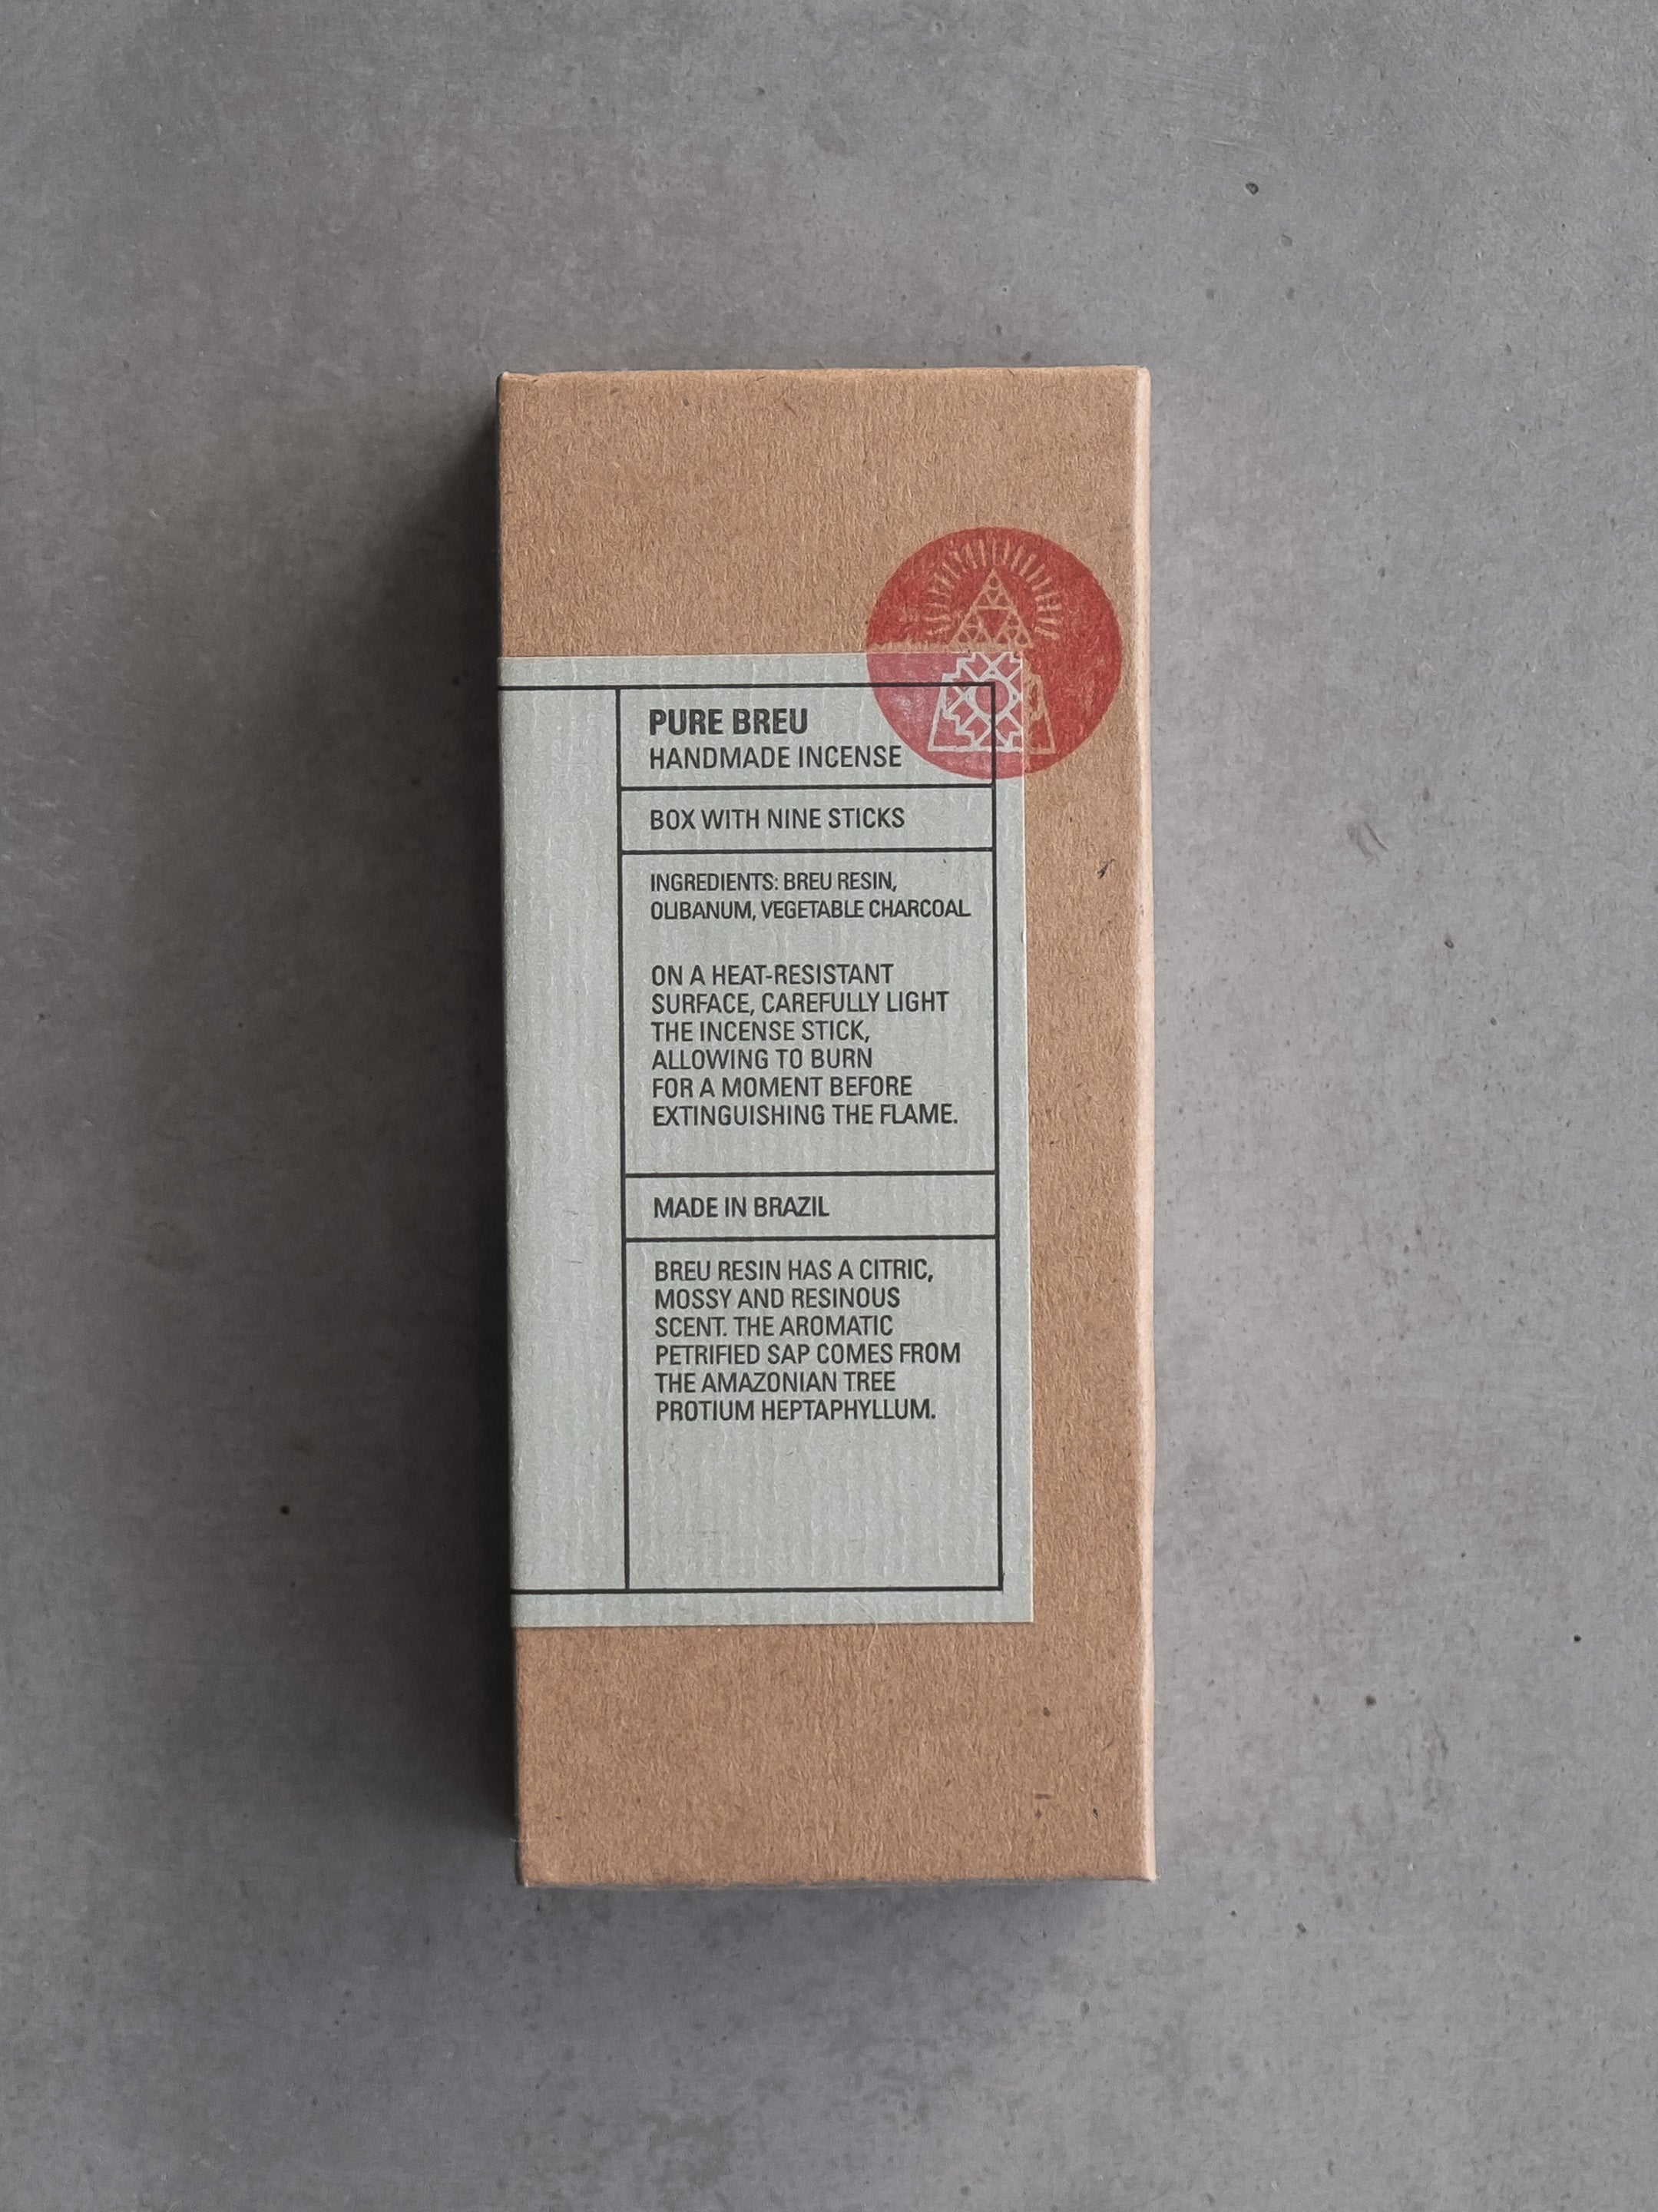 PURE BREU
HANDMADE INCENSE
BOX WITH NINE STICKS
INGREDIENTS: BREU RESIN,
OLIBANUM, VEGETABLE CHARCOAL
ON A HEAT-RESISTANT
SURFACE, CAREFULLY LIGHT
THE INCENSE STICK,
ALLOWING TO BURN
FOR A MOMENT BEFORE
EXTINGUISHING THE FLAME.
MADE IN BRAZIL
BREU RESIN HAS A CITRIC,
MOSSY AND RESINOUS
SCENT. THE AROMATIC
PETRIFIED SAP COMES FROM
THE AMAZONIAN TREE
PROTIUM HEPTAPHYLLUM.